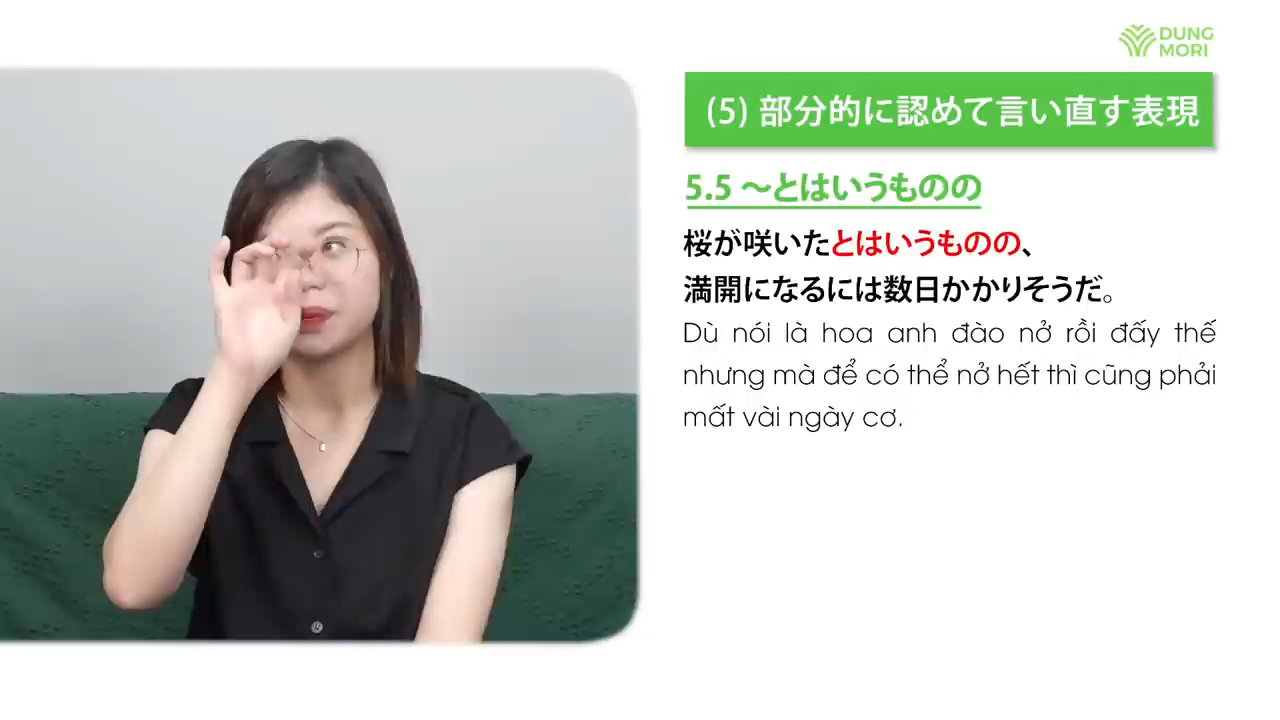 DUNG
MORI
(5) 部分的に認めて言い直す表現
5.5 〜とはいうものの
桜が咲いたとはいうものの、
満開になるには数日かかりそうだ。
Dù nói là hoa anh đào nở rồi đấy thế
nhưng mà để có thể nở hết thì cũng phải
mất vài ngày cơ.